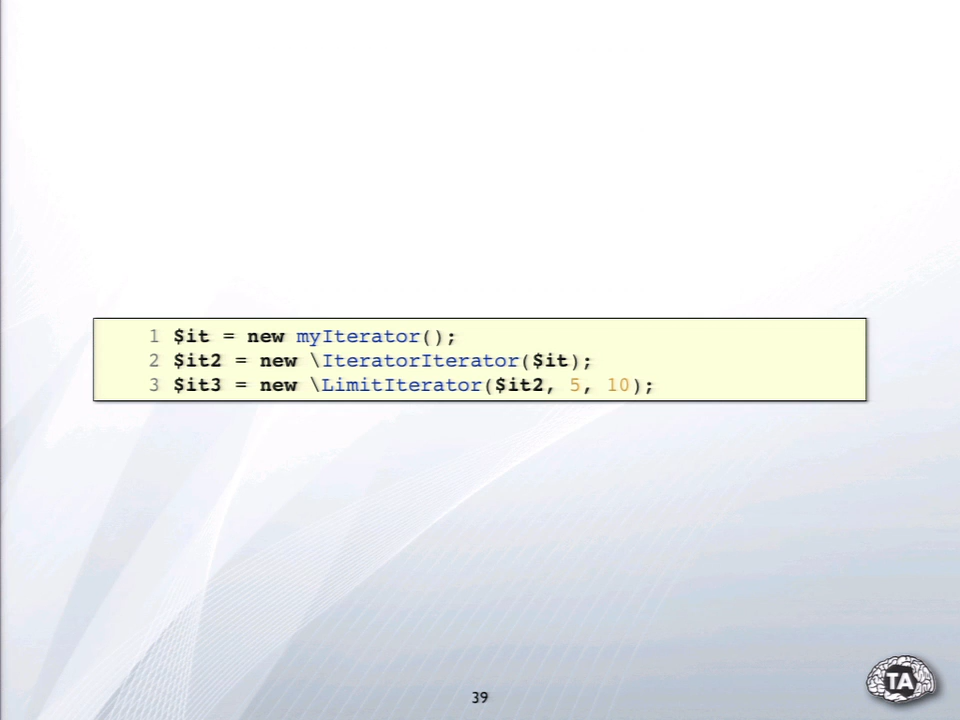 1 $it = new myIterator();
2 $it2 = new \IteratorIterator($it);
3 $it3 = new \LimitIterator($it2, 5, 10);
39
TA